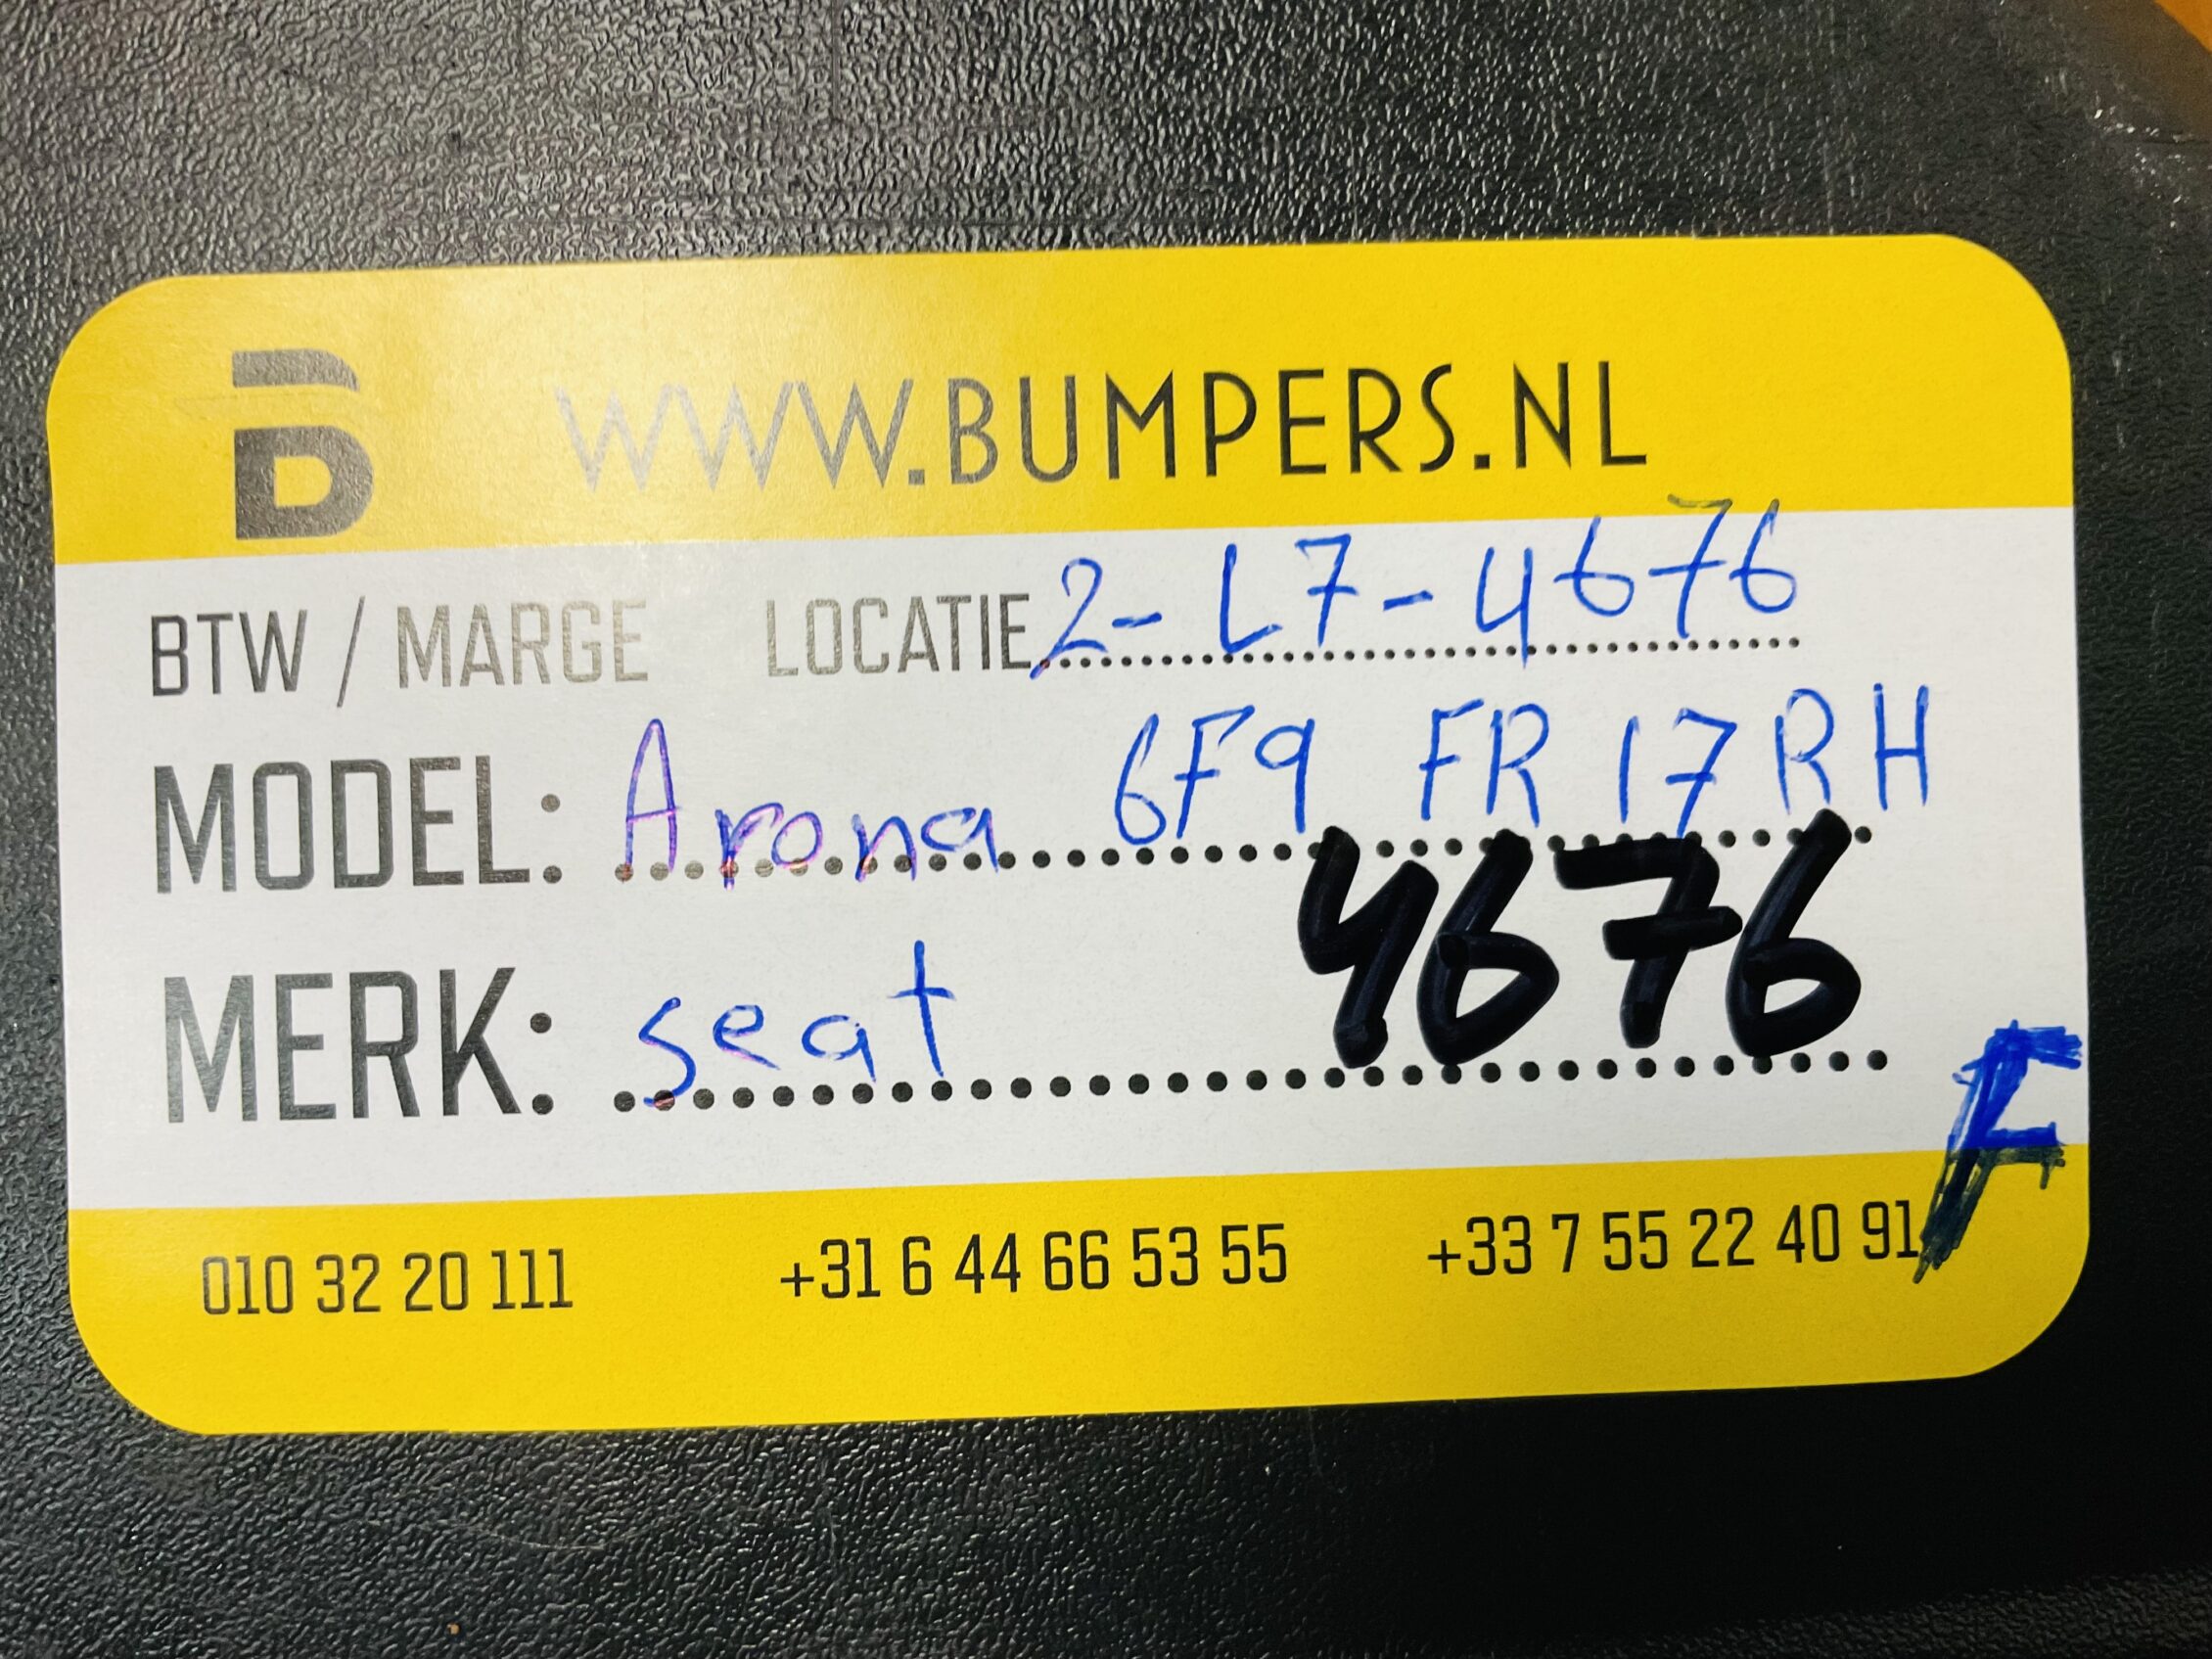 B WWW.BUMPERS.NL
BTW / MARGE LOCATIE 2-L7-4676
MODEL: Arona 6F9 FR 17 RH
4676
MERK: seat
F
010 32 20 111 +31 6 44 66 53 55 +33 7 55 22 40 91